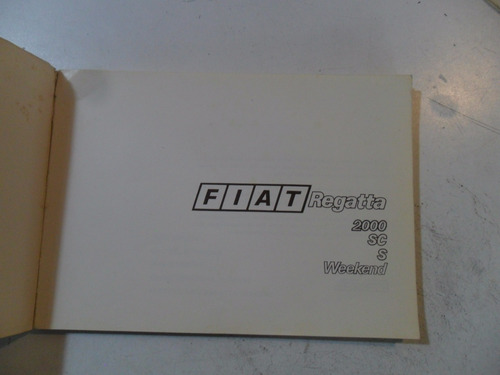 FIAT Regatta
2000
SC
S
Weekend